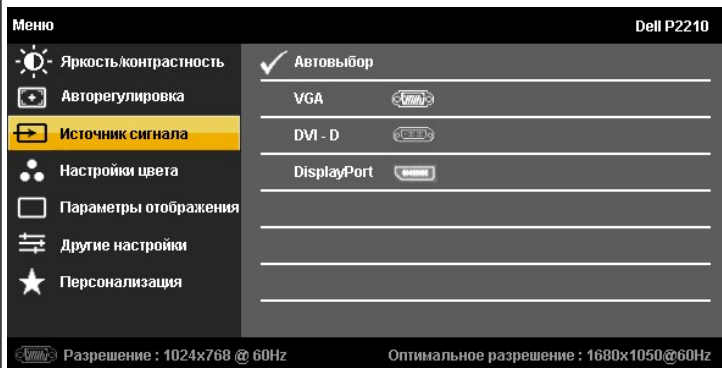 Меню Dell P2210
Яркость/контрастность Автовыбор
Авторегулировка VGA
Источник сигнала DVI - D
Настройки цвета DisplayPort
Параметры отображения
Другие настройки
Персонализация
Разрешение : 1024x768 @ 60Hz Оптимальное разрешение : 1680x1050@60Hz